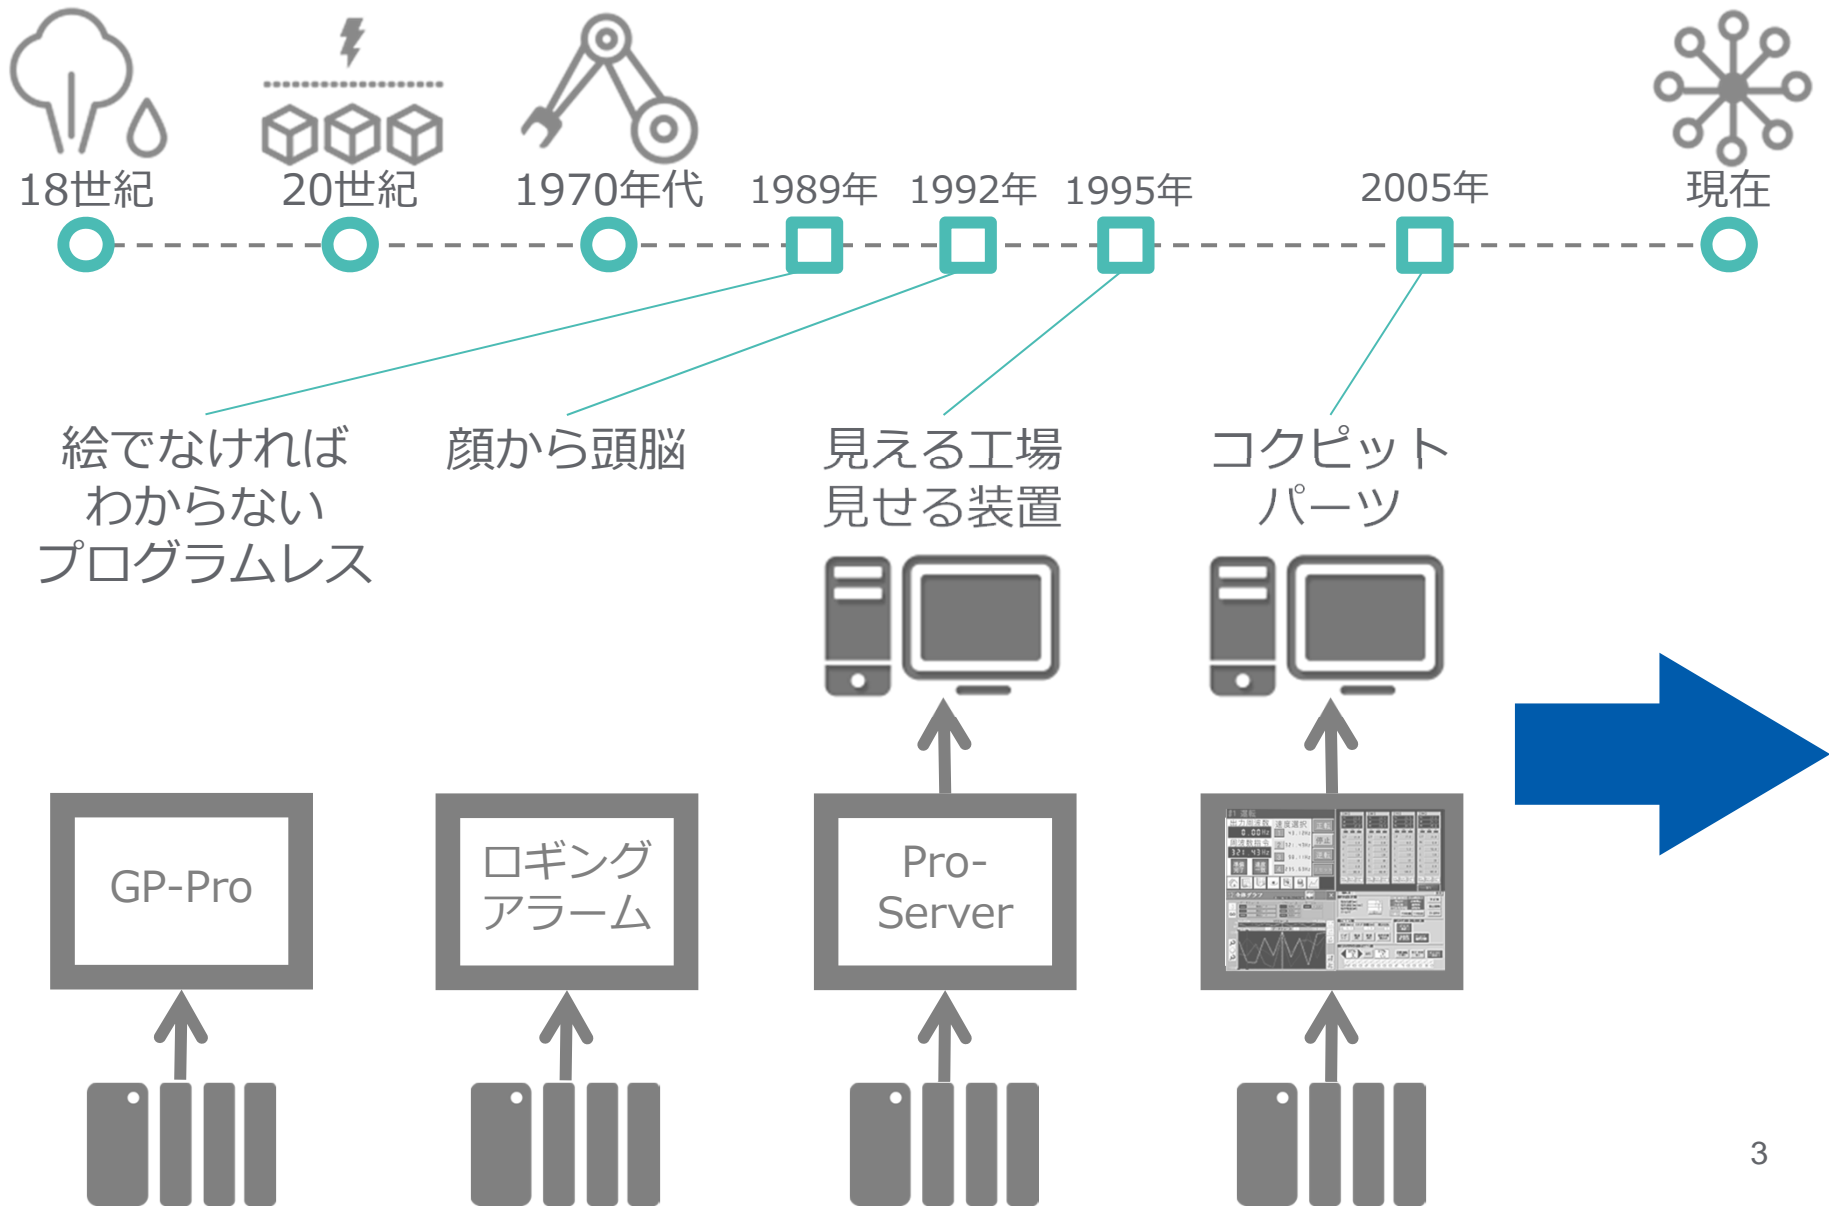 18世紀
20世紀
1970年代
1989年
1992年
1995年
2005年
現在
絵でなければ
わからない
プログラムレス
顔から頭脳
見える工場
見せる装置
コクピット
パーツ
GP-Pro
ロギング
アラーム
Pro-
Server
3